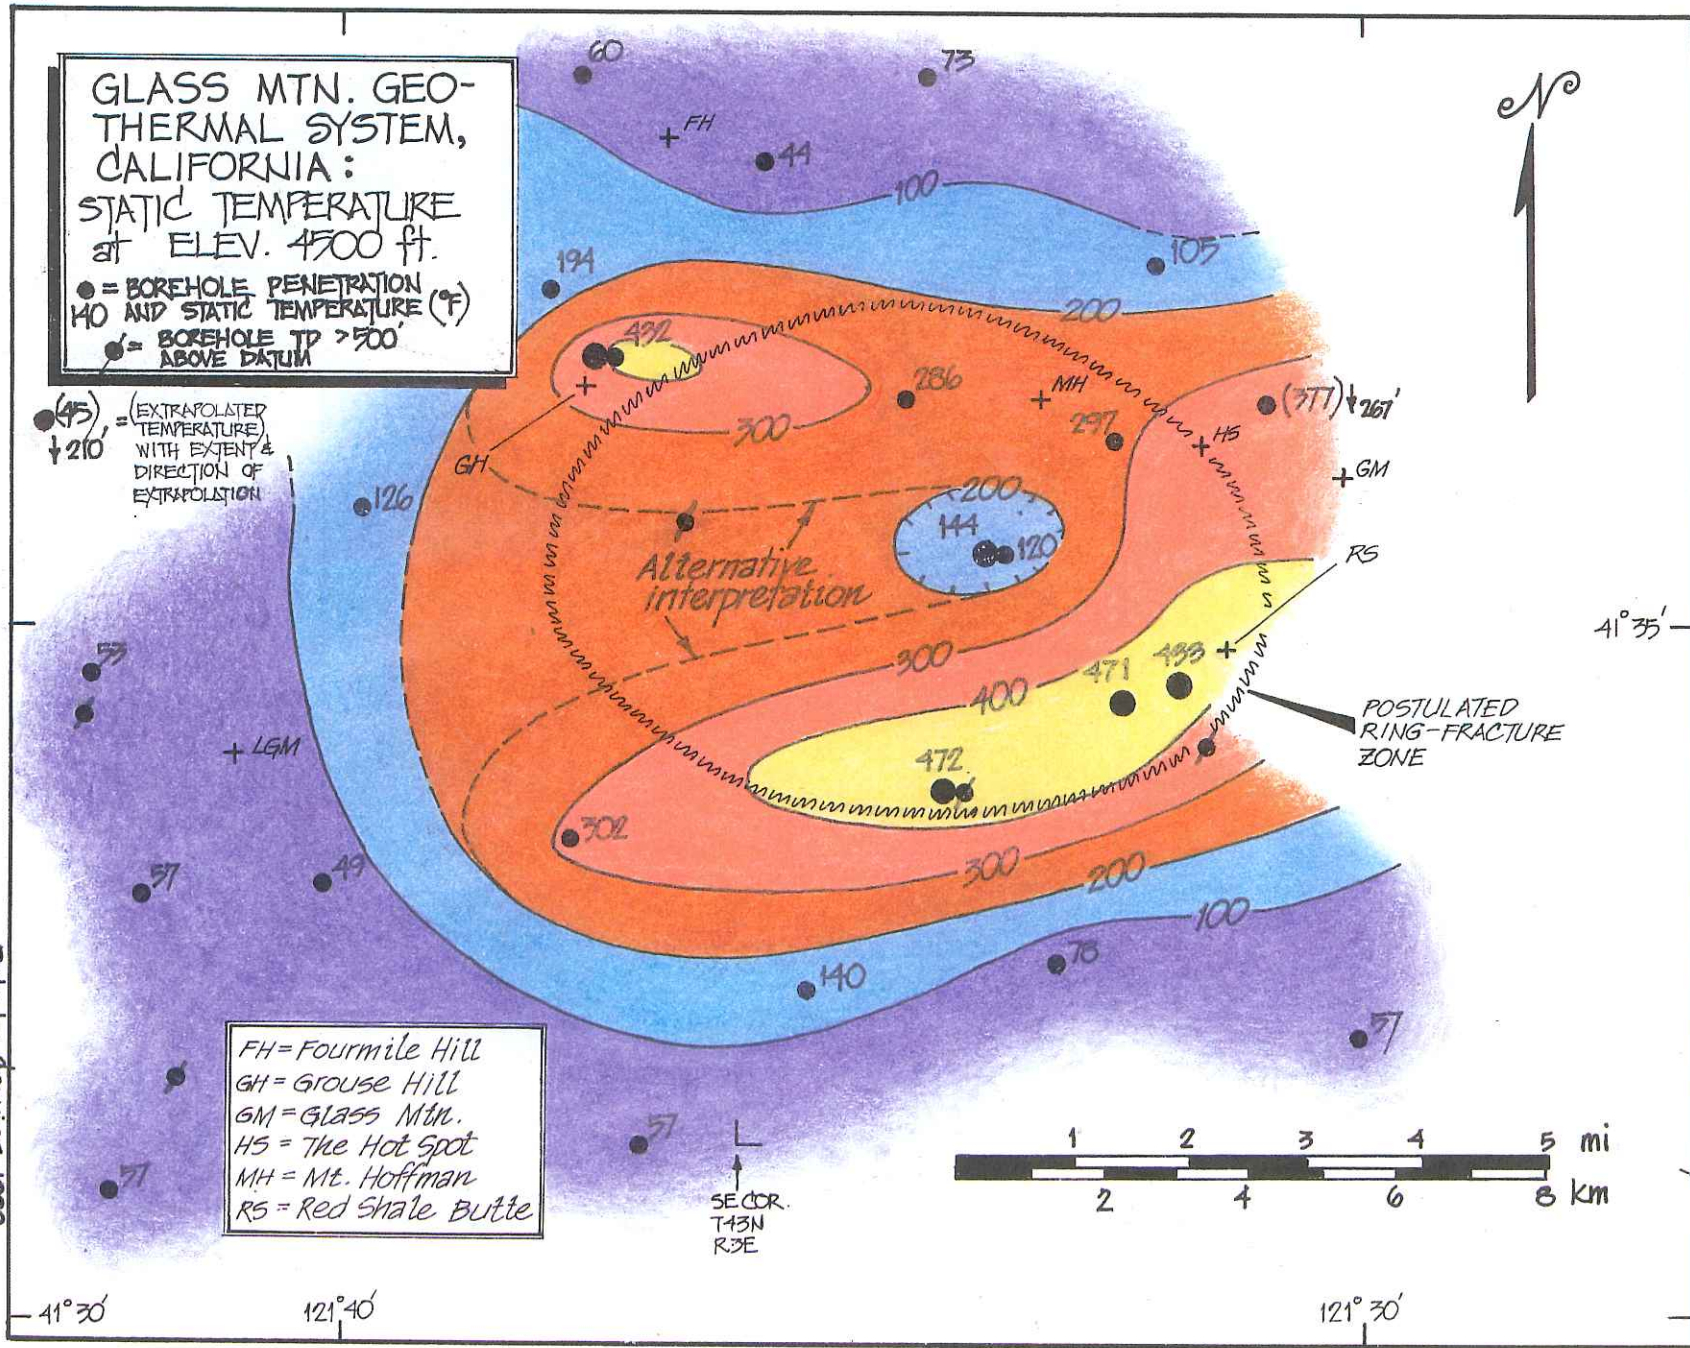 GLASS MTN. GEO-
THERMAL SYSTEM,
CALIFORNIA:
STATIC TEMPERATURE
at ELEV. 4500 ft.
● = BOREHOLE PENETRATION
140 AND STATIC TEMPERATURE (°F)
= BOREHOLE TD >500'
ABOVE DATUM
(45) = (EXTRAPOLATED
TEMPERATURE)
↓210' WITH EXTENT &
DIRECTION OF
EXTRAPOLATION
N
60
73
FH
44
100
194
105
200
432
286
MH
297
(377) ↓267'
HS
GM
300
GH
126
200
144
120
RS
Alternative
interpretation
41°35'
53
300
471
433
400
LGM
472
POSTULATED
RING-FRACTURE
ZONE
302
300
200
57
49
100
140
78
57
57
57
FH = Fourmile Hill
GH = Grouse Hill
GM = Glass Mtn.
HS = The Hot Spot
MH = Mt. Hoffman
RS = Red Shale Butte
SE COR.
T43N
R3E
1 2 3 4 5 mi
2 4 6 8 km
41°30'
121°40'
121°30'